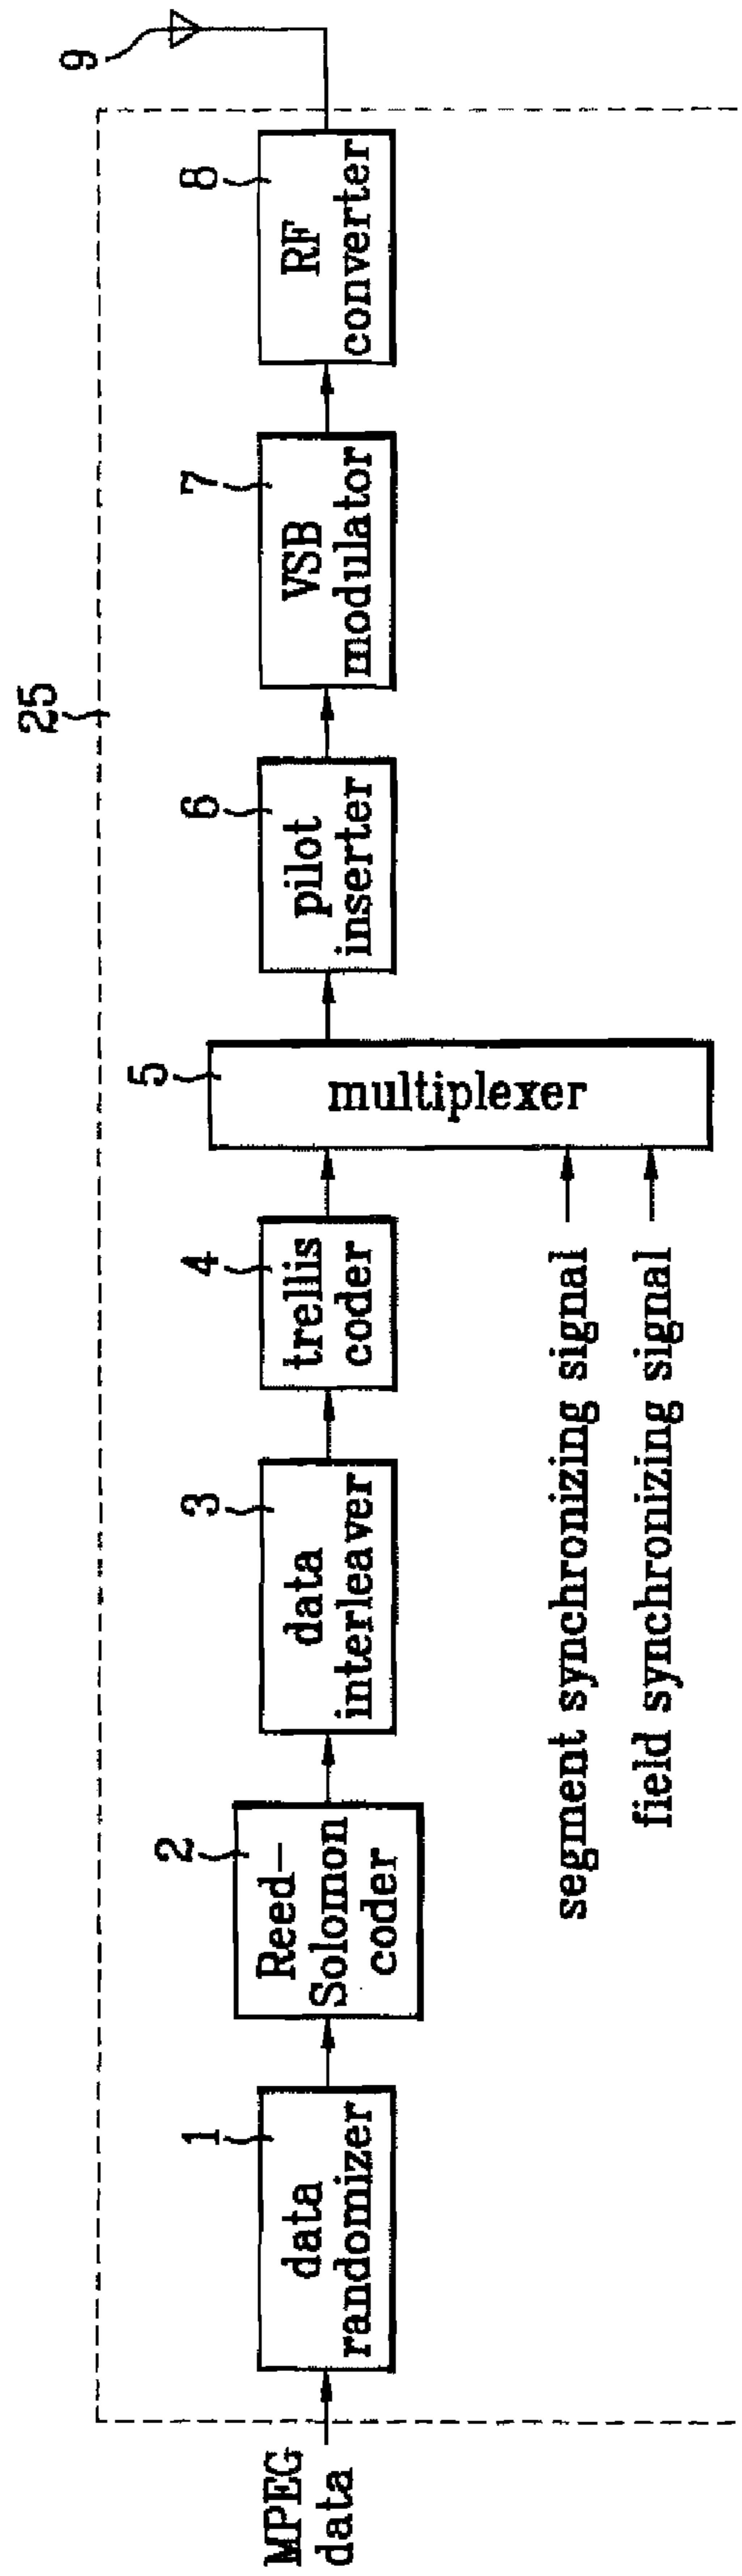 25
MPEG
data
1
data
randomizer
2
Reed-
Solomon
coder
3
data
interleaver
4
trellis
coder
5
multiplexer
segment synchronizing signal
field synchronizing signal
6
pilot
inserter
7
VSB
modulator
8
RF
converter
9